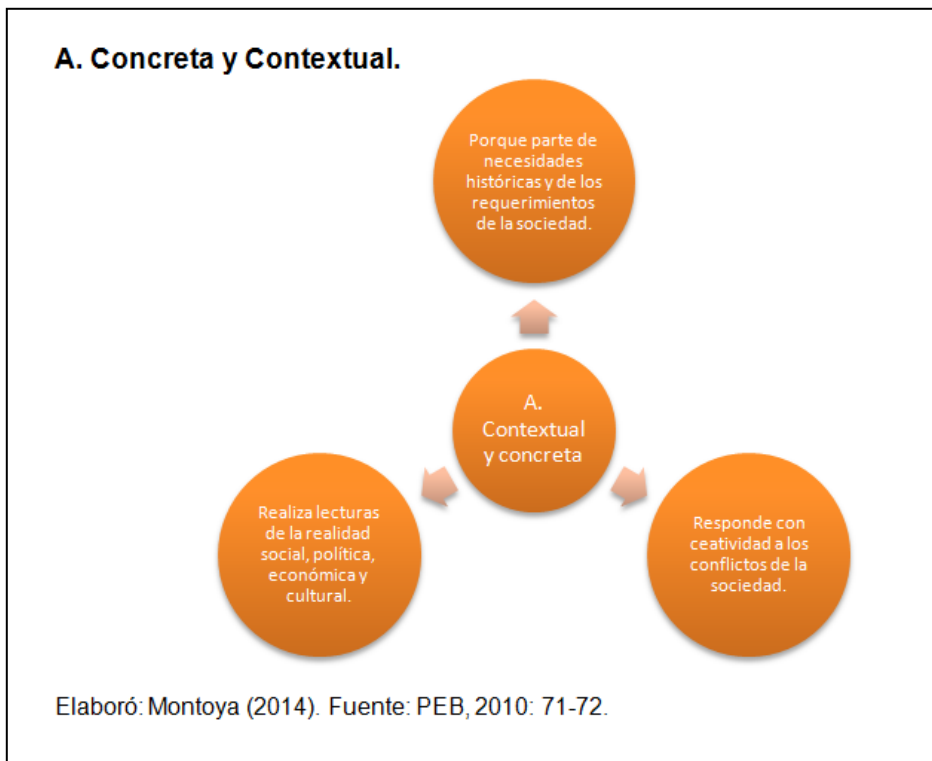 A. Concreta y Contextual.
Porque parte de
necesidades
históricas y de los
requerimientos
de la sociedad.
A.
Contextual
y concreta
Realiza lecturas
de la realidad
social, política,
económica y
cultural.
Responde con
ceatividad a los
conflictos de la
sociedad.
Elaboró: Montoya (2014). Fuente: PEB, 2010: 71-72.